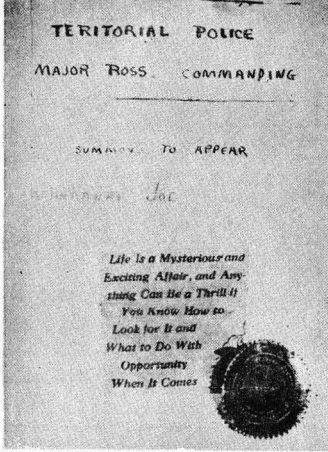 TERITORIAL POLICE
MAJOR ROSS COMMANDING
SUMMONS TO APPEAR
JOE
Life Is a Mysterious and
Exciting Affair, and Any-
thing Can Be a Thrill if
You Know How to
Look for It and
What to Do With
Opportunity
When It Comes